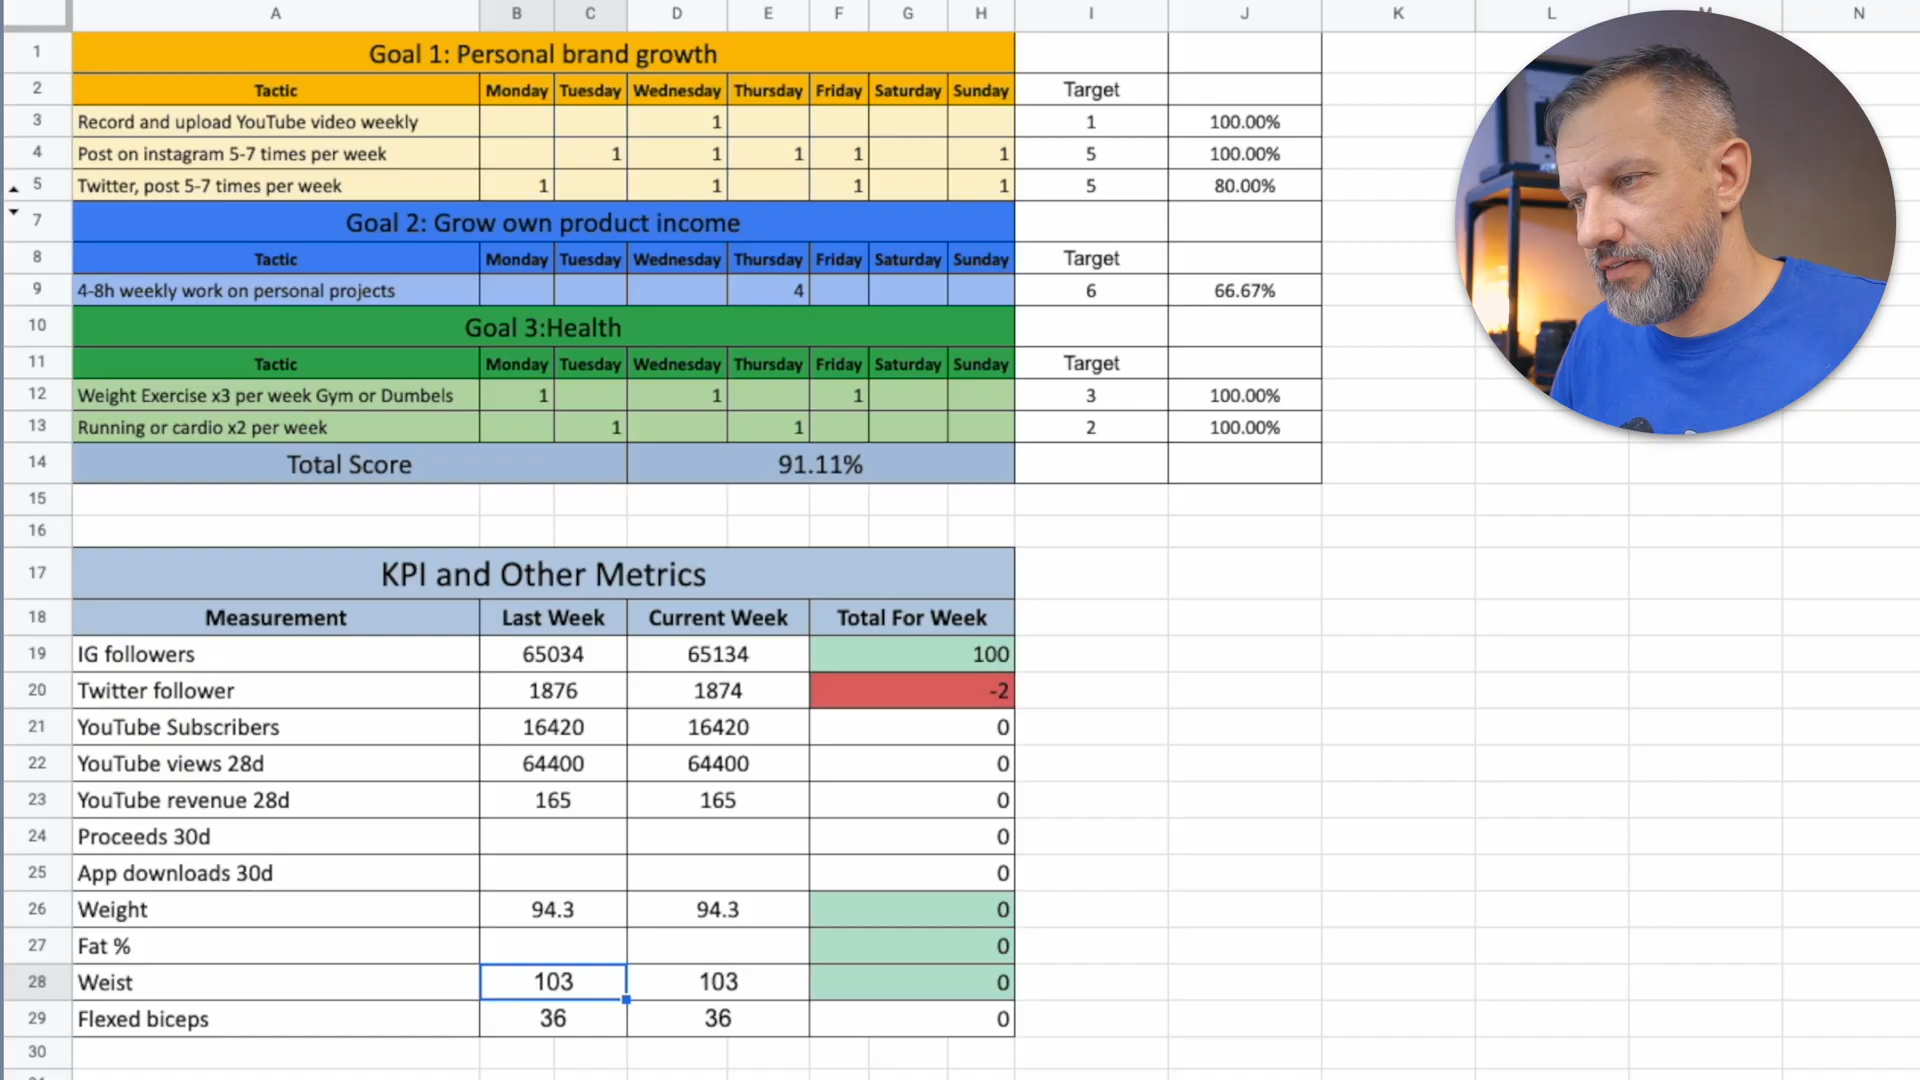 A B C D E F G H I J K L M N
1 Goal 1: Personal brand growth
2 Tactic Monday Tuesday Wednesday Thursday Friday Saturday Sunday Target
3 Record and upload YouTube video weekly 1 1 100.00%
4 Post on instagram 5-7 times per week 1 1 1 1 1 5 100.00%
5 Twitter, post 5-7 times per week 1 1 1 1 5 80.00%
7 Goal 2: Grow own product income
8 Tactic Monday Tuesday Wednesday Thursday Friday Saturday Sunday Target
9 4-8h weekly work on personal projects 4 6 66.67%
10 Goal 3:Health
11 Tactic Monday Tuesday Wednesday Thursday Friday Saturday Sunday Target
12 Weight Exercise x3 per week Gym or Dumbels 1 1 1 3 100.00%
13 Running or cardio x2 per week 1 1 2 100.00%
14 Total Score 91.11%
15
16
17 KPI and Other Metrics
18 Measurement Last Week Current Week Total For Week
19 IG followers 65034 65134 100
20 Twitter follower 1876 1874 -2
21 YouTube Subscribers 16420 16420 0
22 YouTube views 28d 64400 64400 0
23 YouTube revenue 28d 165 165 0
24 Proceeds 30d 0
25 App downloads 30d 0
26 Weight 94.3 94.3 0
27 Fat % 0
28 Weist 103 103 0
29 Flexed biceps 36 36 0
30